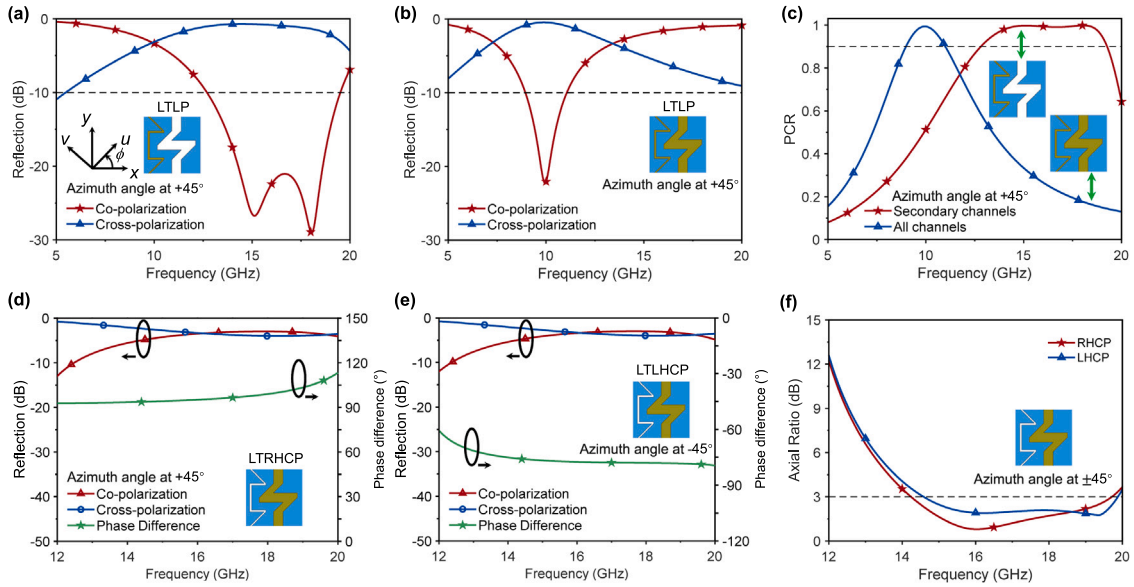 (a)
0
-10
-20
-30
Reflection (dB)
LTLP
y
v
u
ϕ
x
Azimuth angle at +45°
Co-polarization
Cross-polarization
5
10
15
20
Frequency (GHz)
(b)
0
-10
-20
-30
Reflection (dB)
LTLP
Azimuth angle at +45°
Co-polarization
Cross-polarization
5
10
15
20
Frequency (GHz)
(c)
1
0.8
0.6
0.4
0.2
0
PCR
Azimuth angle at +45°
Secondary channels
All channels
5
10
15
20
Frequency (GHz)
(d)
0
-10
-20
-30
-40
-50
Reflection (dB)
150
120
90
60
30
0
Phase difference (°)
LTRHCP
Azimuth angle at +45°
Co-polarization
Cross-polarization
Phase Difference
12
14
16
18
20
Frequency (GHz)
(e)
0
-10
-20
-30
-40
-50
Reflection (dB)
0
-30
-60
-90
-120
Phase difference (°)
LTLHCP
Azimuth angle at -45°
Co-polarization
Cross-polarization
Phase Difference
12
14
16
18
20
Frequency (GHz)
(f)
15
12
9
6
3
0
Axial Ratio (dB)
RHCP
LHCP
Azimuth angle at ±45°
12
14
16
18
20
Frequency (GHz)